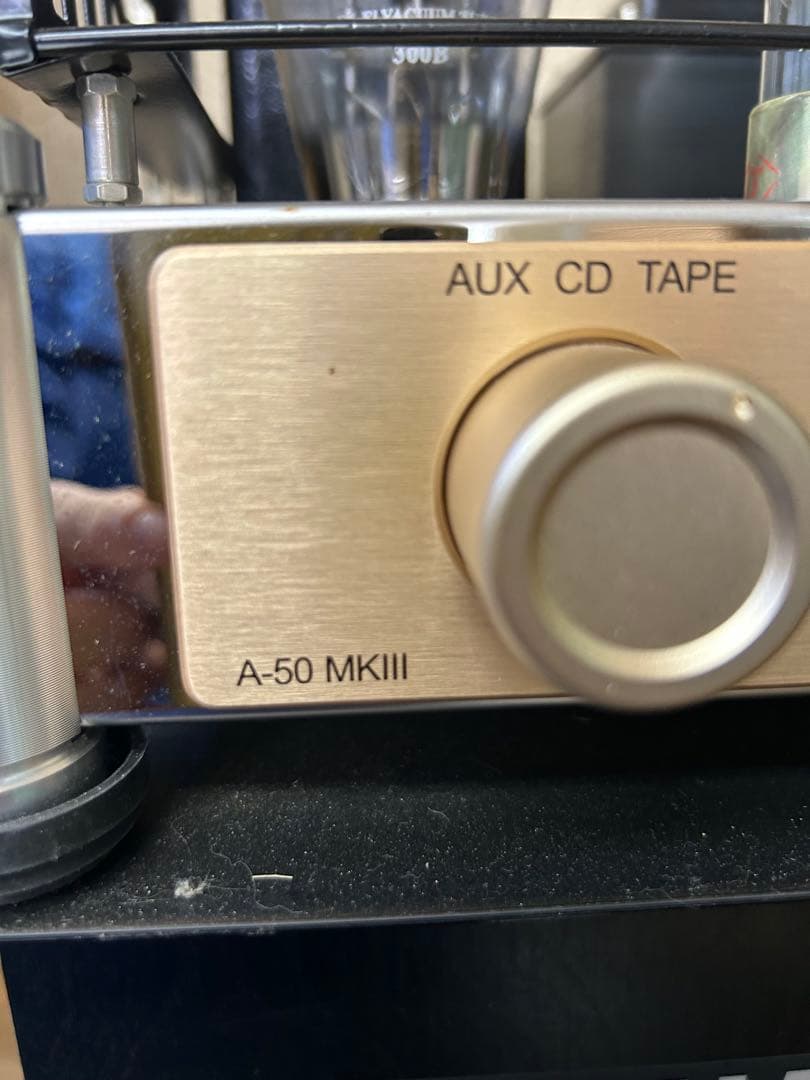 300B
AUX CD TAPE
A-50 MKIII